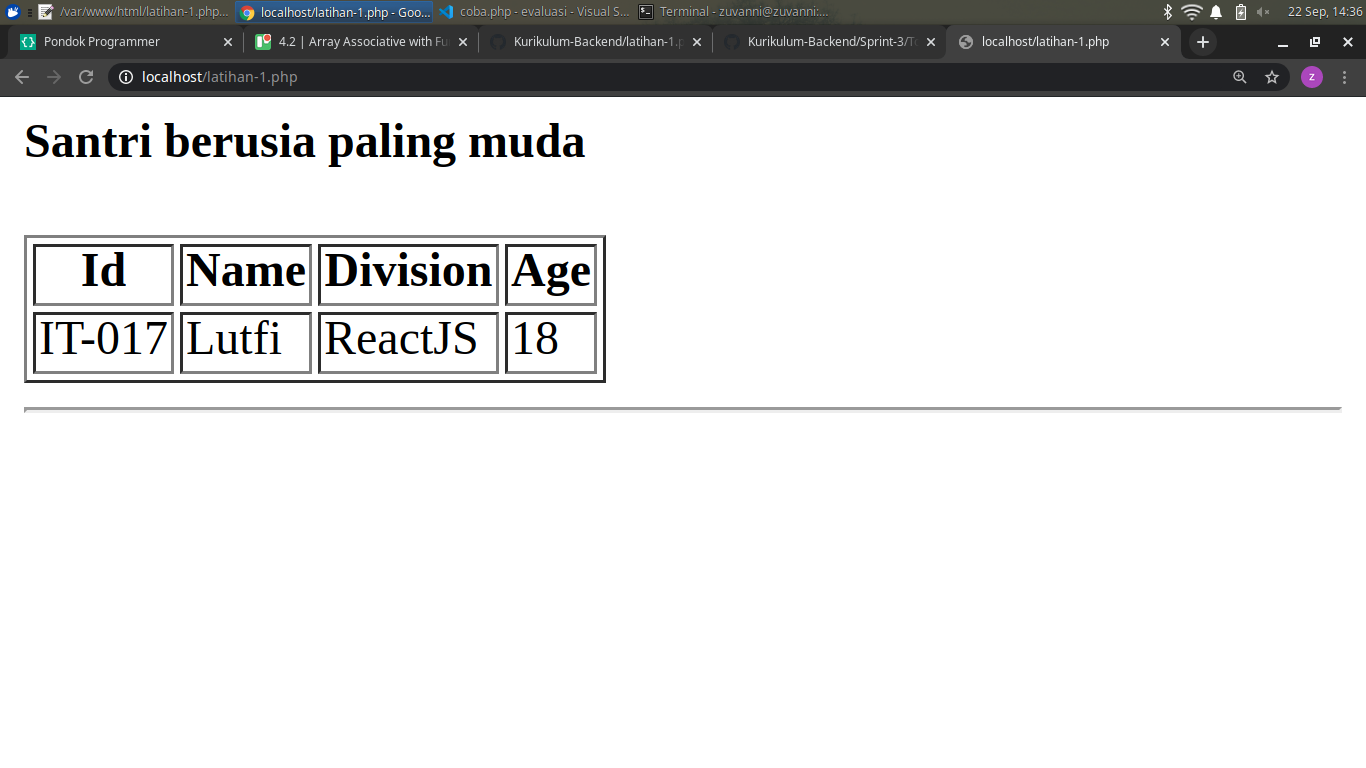 /var/www/html/latihan-1.php... localhost/latihan-1.php - Goo... coba.php - evaluasi - Visual S... Terminal - zuvanni@zuvanni:... 22 Sep, 14:36
Pondok Programmer 4.2 | Array Associative with Fu Kurikulum-Backend/latihan-1.p Kurikulum-Backend/Sprint-3/To localhost/latihan-1.php
localhost/latihan-1.php z
Santri berusia paling muda
Id Name Division Age
IT-017 Lutfi ReactJS 18